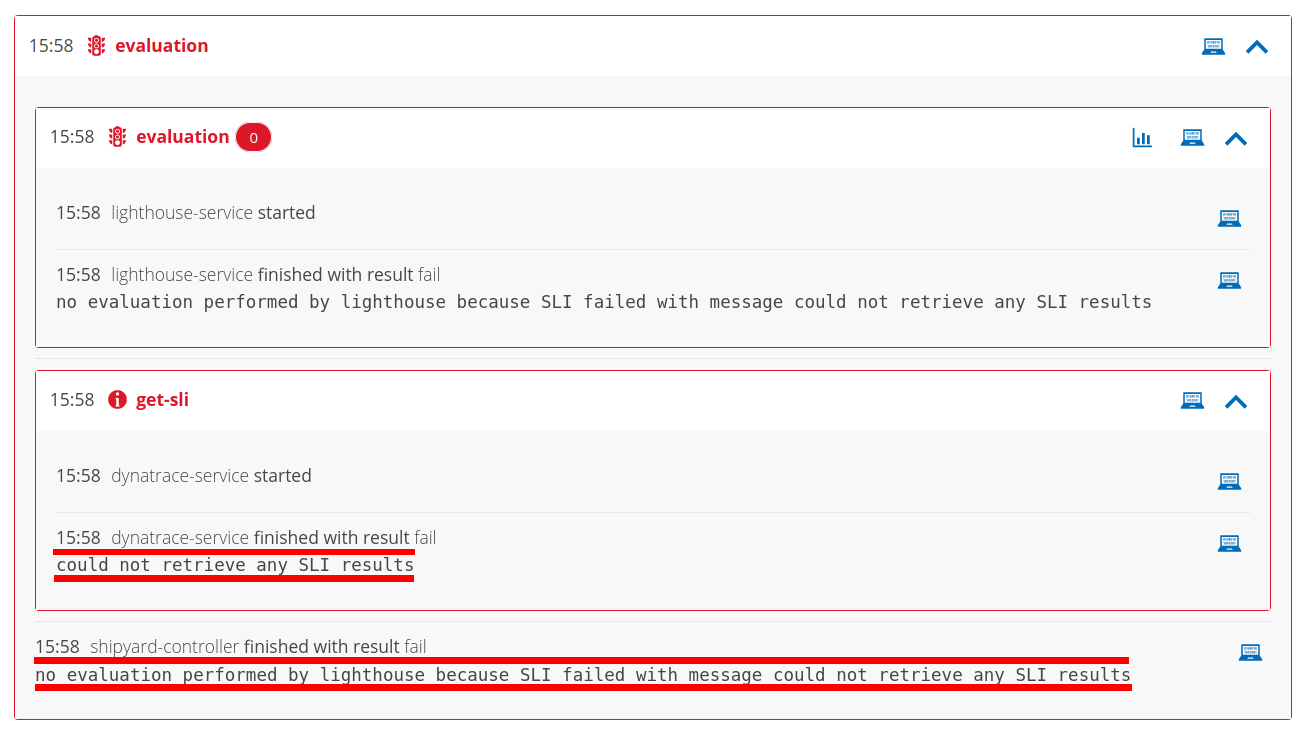 15:58 evaluation
15:58 evaluation 0
15:58 lighthouse-service started
15:58 lighthouse-service finished with result fail
no evaluation performed by lighthouse because SLI failed with message could not retrieve any SLI results
15:58 get-sli
15:58 dynatrace-service started
15:58 dynatrace-service finished with result fail
could not retrieve any SLI results
15:58 shipyard-controller finished with result fail
no evaluation performed by lighthouse because SLI failed with message could not retrieve any SLI results